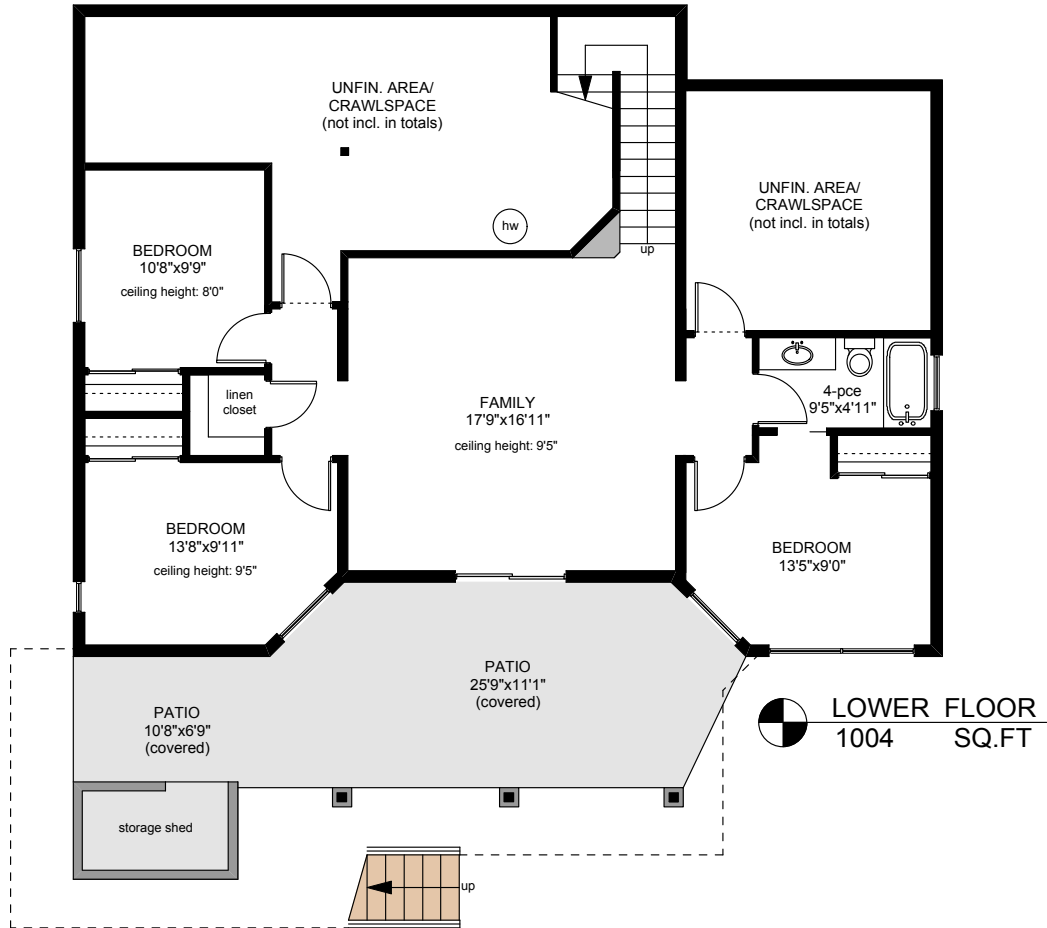 UNFIN. AREA/
CRAWLSPACE
(not incl. in totals)
UNFIN. AREA/
CRAWLSPACE
(not incl. in totals)
hw
up
BEDROOM
10'8"x9'9"
ceiling height: 8'0"
linen
closet
FAMILY
17'9"x16'11"
ceiling height: 9'5"
4-pce
9'5"x4'11"
BEDROOM
13'8"x9'11"
ceiling height: 9'5"
BEDROOM
13'5"x9'0"
PATIO
25'9"x11'1"
(covered)
PATIO
10'8"x6'9"
(covered)
LOWER FLOOR
1004 SQ.FT
storage shed
up